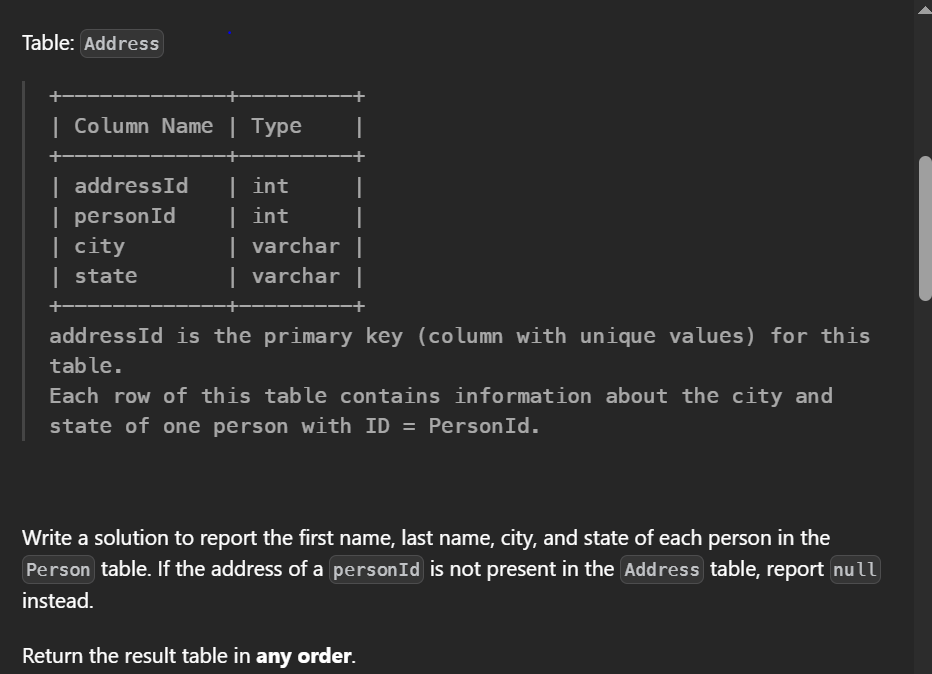 Table: Address
+-------------+---------+
| Column Name | Type    |
+-------------+---------+
| addressId   | int     |
| personId    | int     |
| city        | varchar |
| state       | varchar |
+-------------+---------+
addressId is the primary key (column with unique values) for this
table.
Each row of this table contains information about the city and
state of one person with ID = PersonId.
Write a solution to report the first name, last name, city, and state of each person in the
Person table. If the address of a personId is not present in the Address table, report null
instead.
Return the result table in any order.